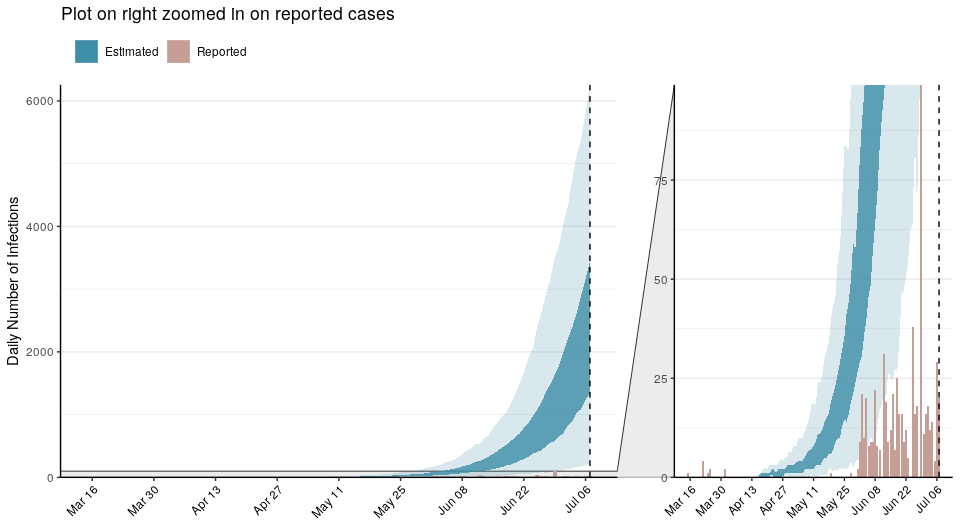 Plot on right zoomed in on reported cases
Estimated Reported
Daily Number of Infections
6000
4000
2000
0
Mar 16 Mar 30 Apr 13 Apr 27 May 11 May 25 Jun 08 Jun 22 Jul 06
75
50
25
0
Mar 16 Mar 30 Apr 13 Apr 27 May 11 May 25 Jun 08 Jun 22 Jul 06